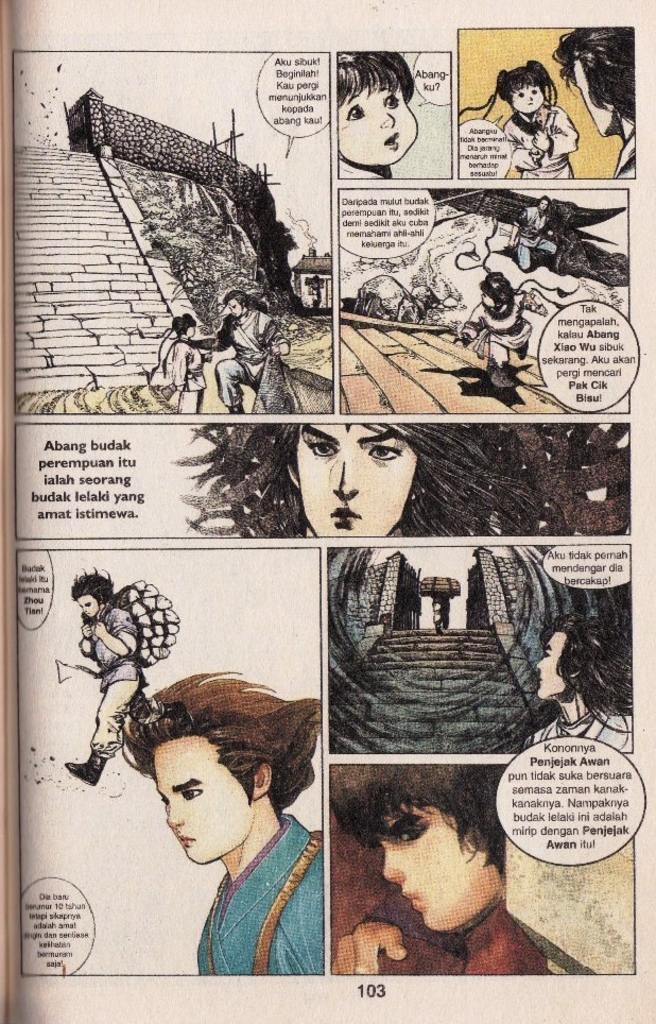 Aku sibuk!
Beginilah!
Kau pergi
menunjukkan
kepada
abang kau!
Abang-
ku?
Abangku
tidak berminat!
Dia jarang
menaruh minat
terhadap
sesuatu!
Daripada mulut budak
perempuan itu, sedikit
demi sedikit aku cuba
memahami ahli-ahli
keluarga itu.
Tak
mengapalah,
kalau Abang
Xiao Wu sibuk
sekarang. Aku akan
pergi mencari
Pak Cik
Bisu!
Abang budak
perempuan itu
ialah seorang
budak lelaki yang
amat istimewa.
Budak
lelaki itu
bernama
Zhou
Tian!
Aku tidak pernah
mendengar dia
bercakap!
Dia baru
berumur 10 tahun
tetapi sikapnya
adalah amat
dingin dan sentiasa
kelihatan
bermuram
saja!
Kononnya
Penjejak Awan
pun tidak suka bersuara
semasa zaman kanak-
kanaknya. Nampaknya
budak lelaki ini adalah
mirip dengan Penjejak
Awan itu!
103